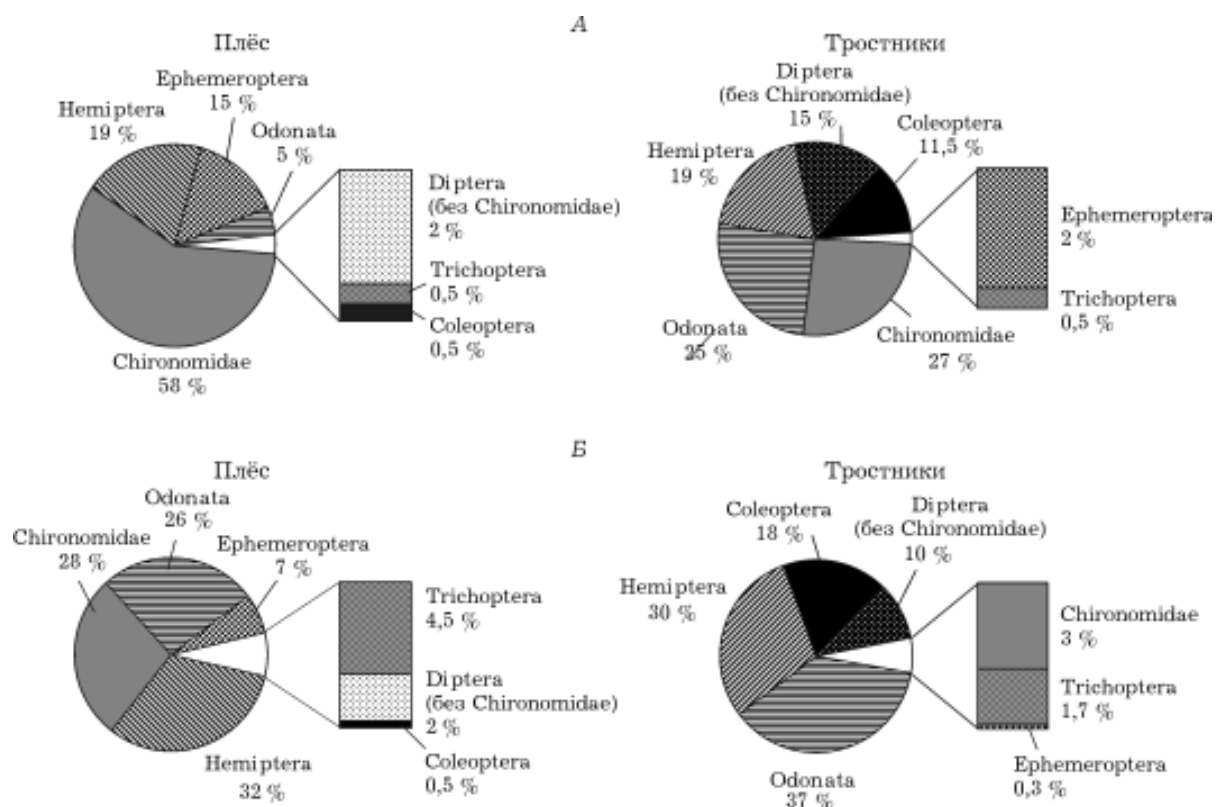 А
Плёс
Ephemeroptera
15 %
Hemiptera
19 %
Odonata
5 %
Diptera
(без Chironomidae)
2 %
Trichoptera
0,5 %
Coleoptera
0,5 %
Chironomidae
58 %
Тростники
Diptera
(без Chironomidae)
15 %
Coleoptera
11,5 %
Hemiptera
19 %
Ephemeroptera
2 %
Trichoptera
0,5 %
Odonata
25 %
Chironomidae
27 %
Б
Плёс
Odonata
26 %
Chironomidae
28 %
Ephemeroptera
7 %
Trichoptera
4,5 %
Diptera
(без Chironomidae)
2 %
Coleoptera
0,5 %
Hemiptera
32 %
Тростники
Coleoptera
18 %
Diptera
(без Chironomidae)
10 %
Hemiptera
30 %
Chironomidae
3 %
Trichoptera
1,7 %
Ephemeroptera
0,3 %
Odonata
37 %